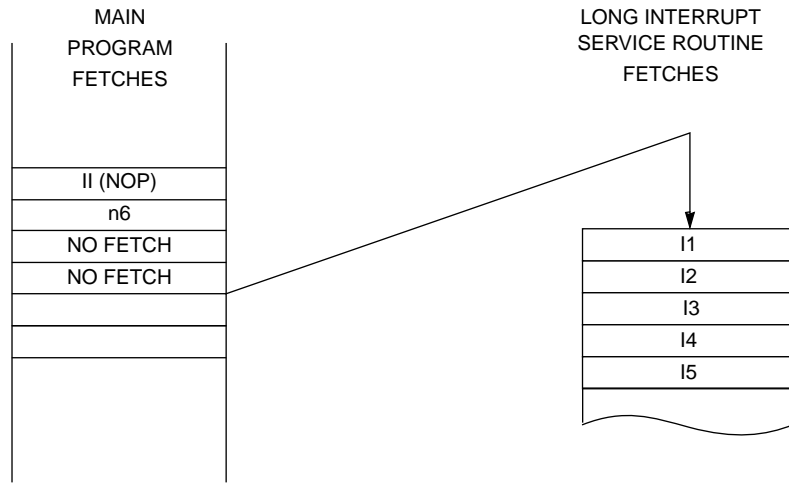 MAIN
PROGRAM
FETCHES
LONG INTERRUPT
SERVICE ROUTINE
FETCHES
II (NOP)
n6
NO FETCH
NO FETCH
I1
I2
I3
I4
I5